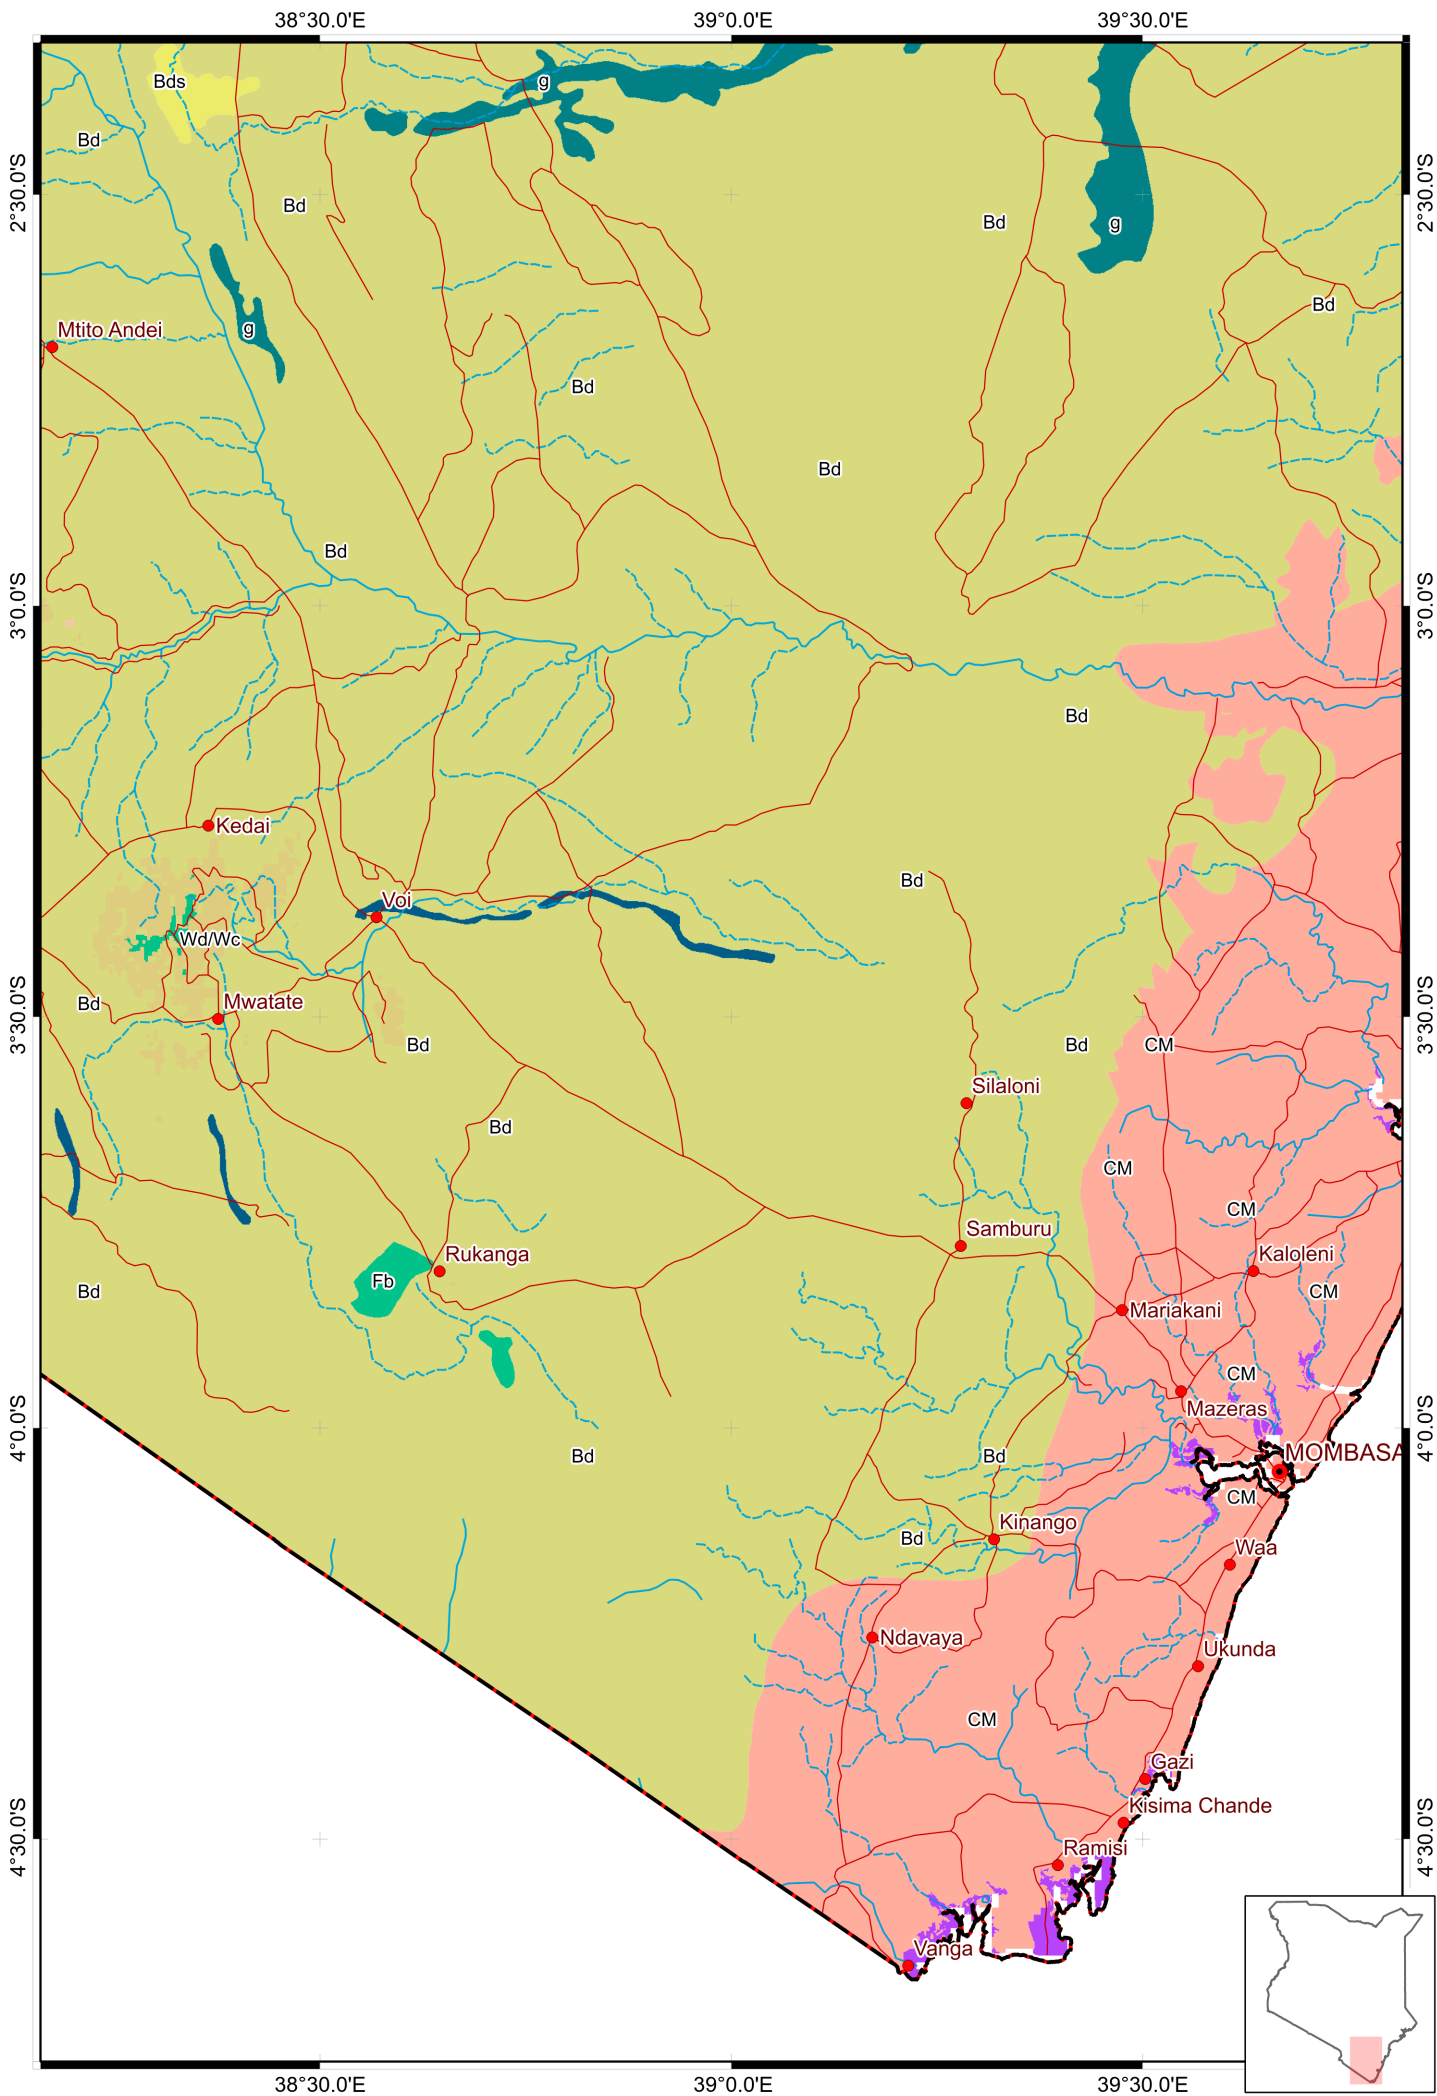 38°30.0'E 39°0.0'E 39°30.0'E
Bds
g
Bd
2°30.0'S
2°30.0'S
Bd
Bd
g
Bd
Mtito Andei
g
Bd
Bd
Bd
3°0.0'S
3°0.0'S
Bd
Kedai
Bd
Voi
Wd/Wc
Bd
Mwatate
3°30.0'S
3°30.0'S
Bd
Bd
CM
Silaloni
Bd
CM
CM
Samburu
Rukanga
Kaloleni
Fb
Bd
CM
Mariakani
CM
Mazeras
4°0.0'S
4°0.0'S
Bd
Bd
MOMBASA
CM
Kinango
Bd
Waa
Ndavaya
Ukunda
CM
Gazi
Kisima Chande
4°30.0'S
4°30.0'S
Ramisi
Vanga
38°30.0'E 39°0.0'E 39°30.0'E